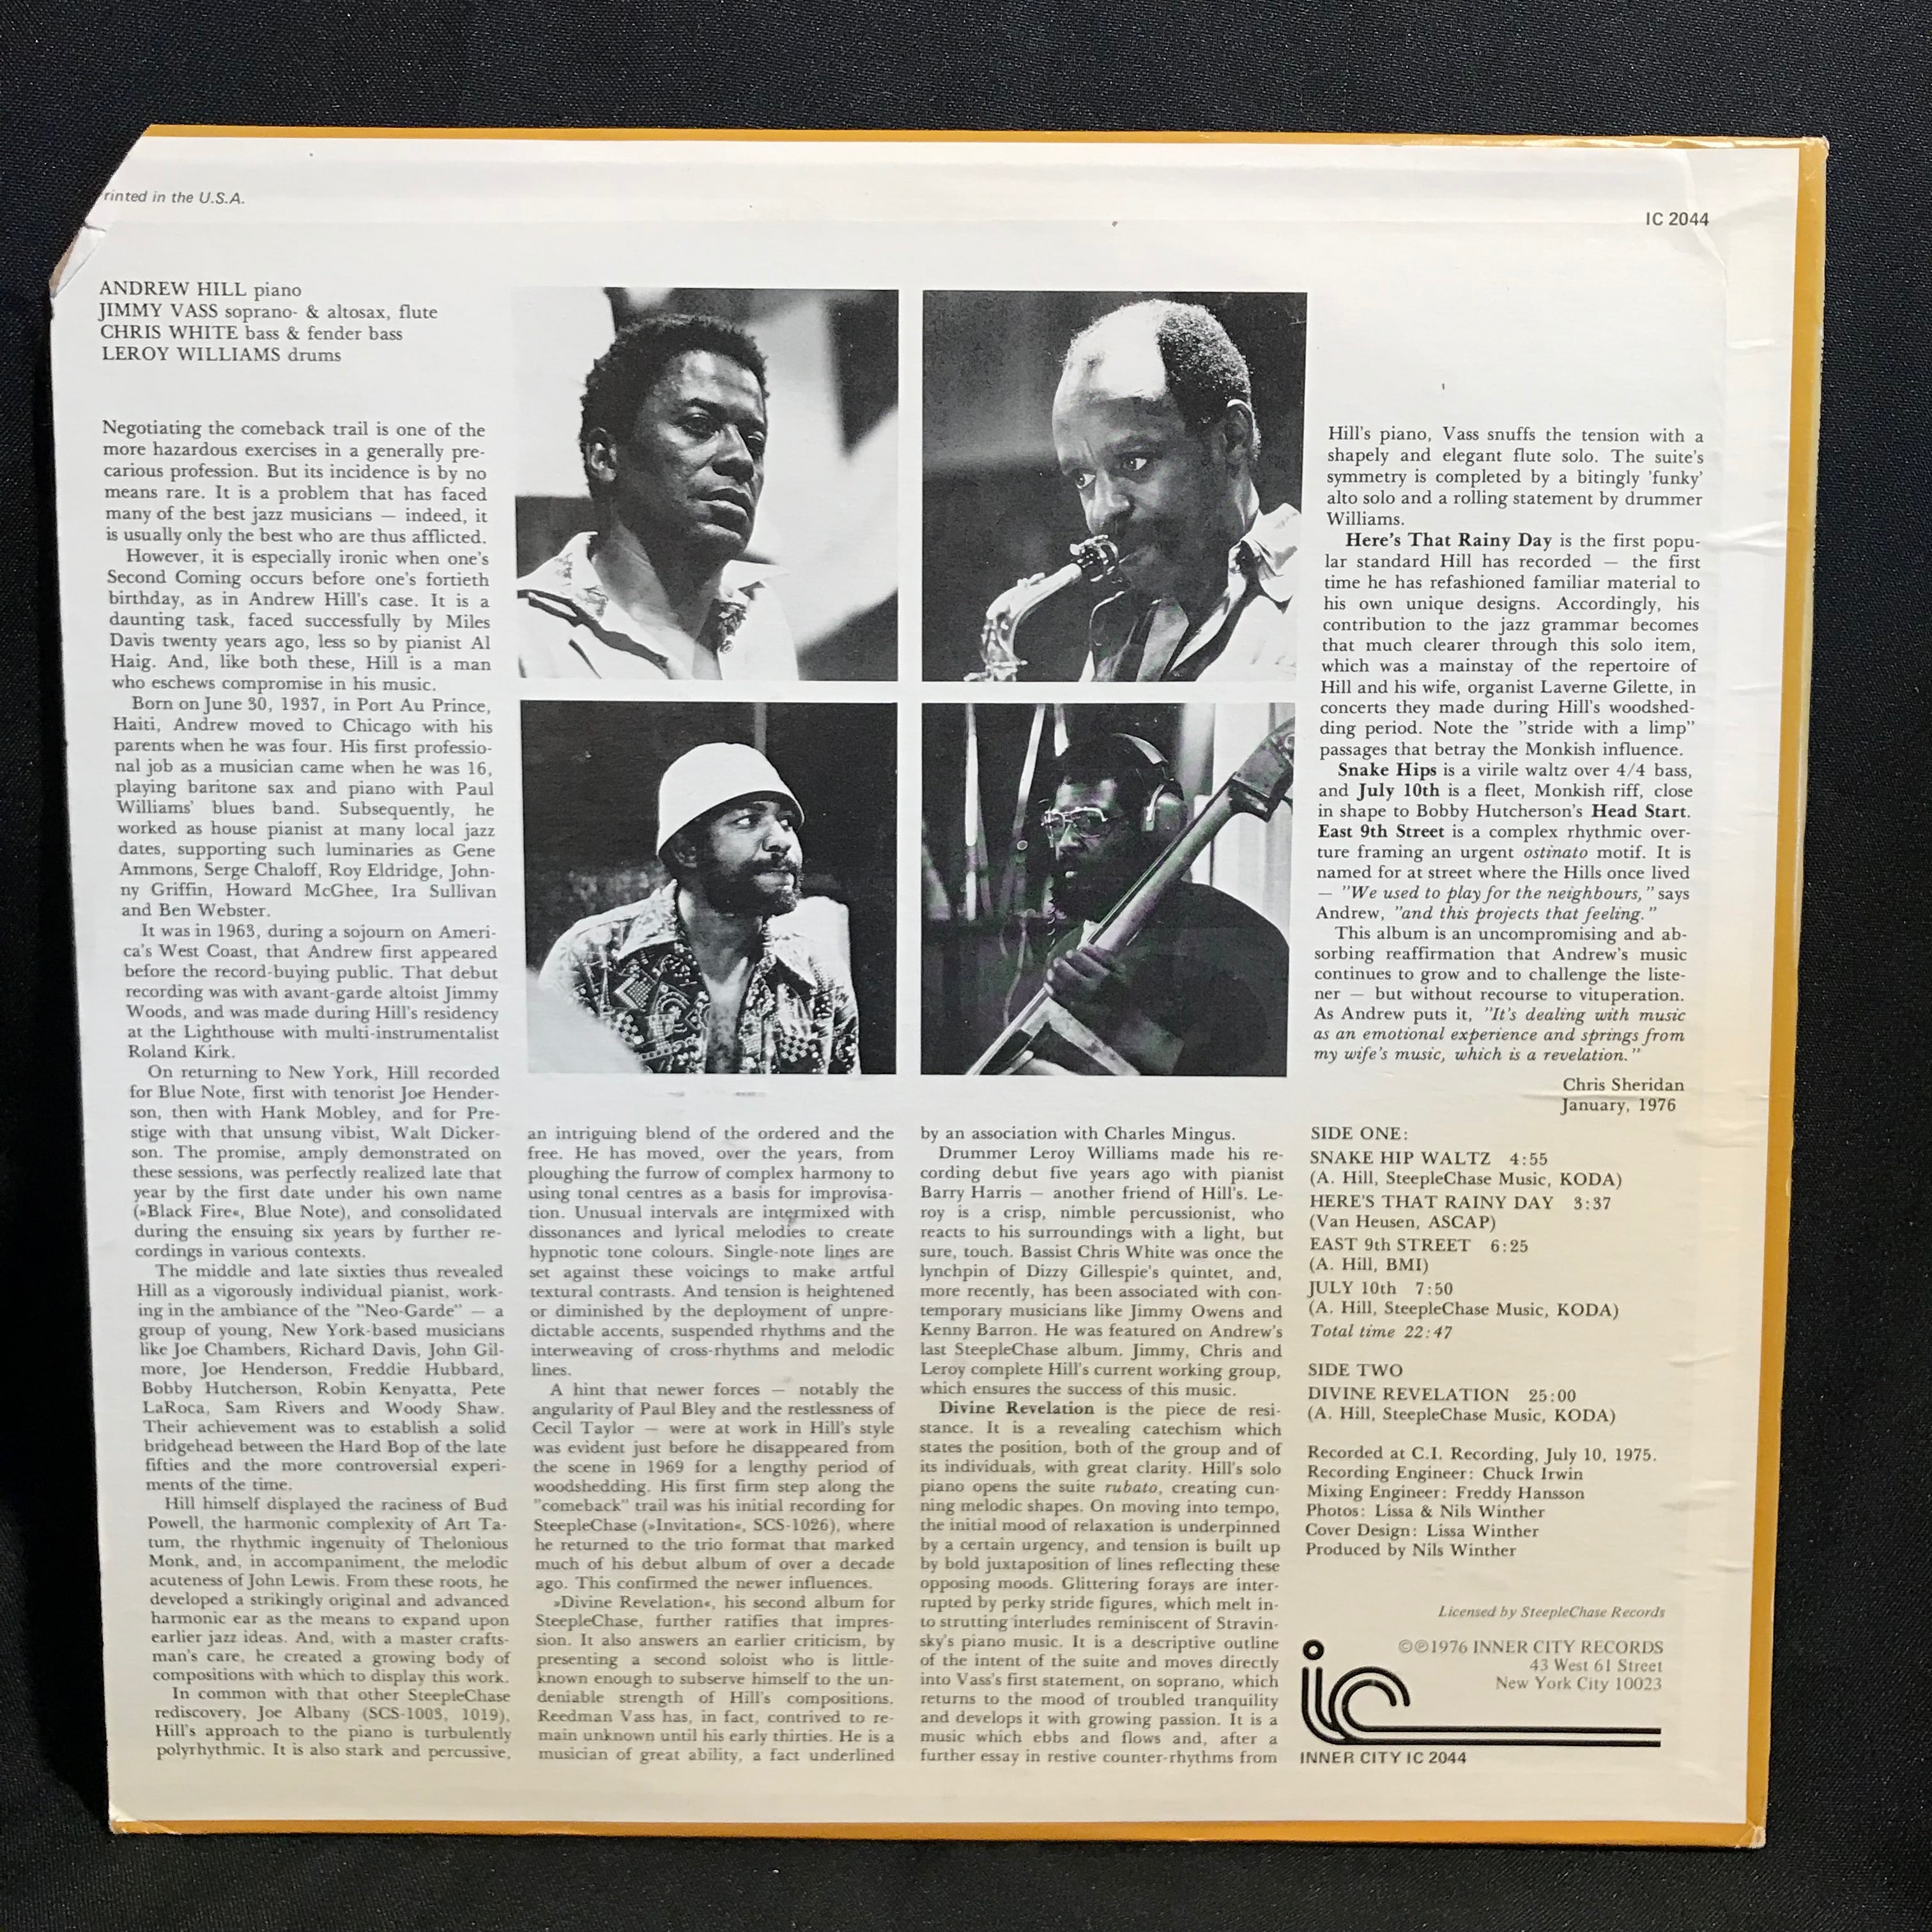 rinted in the U.S.A.
IC 2044
ANDREW HILL piano
JIMMY VASS soprano- & altosax, flute
CHRIS WHITE bass & fender bass
LEROY WILLIAMS drums
Negotiating the comeback trail is one of the
more hazardous exercises in a generally pre-
carious profession. But its incidence is by no
means rare. It is a problem that has faced
many of the best jazz musicians — indeed, it
is usually only the best who are thus afflicted.
However, it is especially ironic when one's
Second Coming occurs before one's fortieth
birthday, as in Andrew Hill's case. It is a
daunting task, faced successfully by Miles
Davis twenty years ago, less so by pianist Al
Haig. And, like both these, Hill is a man
who eschews compromise in his music.
Born on June 30, 1937, in Port Au Prince,
Haiti, Andrew moved to Chicago with his
parents when he was four. His first professio-
nal job as a musician came when he was 16,
playing baritone sax and piano with Paul
Williams' blues band. Subsequently, he
worked as house pianist at many local jazz
dates, supporting such luminaries as Gene
Ammons, Serge Chaloff, Roy Eldridge, John-
ny Griffin, Howard McGhee, Ira Sullivan
and Ben Webster.
It was in 1963, during a sojourn on Ameri-
ca's West Coast, that Andrew first appeared
before the record-buying public. That debut
recording was with avant-garde altoist Jimmy
Woods, and was made during Hill's residency
at the Lighthouse with multi-instrumentalist
Roland Kirk.
On returning to New York, Hill recorded
for Blue Note, first with tenorist Joe Hender-
son, then with Hank Mobley, and for Pre-
stige with that unsung vibist, Walt Dicker-
son. The promise, amply demonstrated on
these sessions, was perfectly realized late that
year by the first date under his own name
(»Black Fire«, Blue Note), and consolidated
during the ensuing six years by further re-
cordings in various contexts.
The middle and late sixties thus revealed
Hill as a vigorously individual pianist, work-
ing in the ambiance of the "Neo-Garde" — a
group of young, New York-based musicians
like Joe Chambers, Richard Davis, John Gil-
more, Joe Henderson, Freddie Hubbard,
Bobby Hutcherson, Robin Kenyatta, Pete
LaRoca, Sam Rivers and Woody Shaw.
Their achievement was to establish a solid
bridgehead between the Hard Bop of the late
fifties and the more controversial experi-
ments of the time.
Hill himself displayed the raciness of Bud
Powell, the harmonic complexity of Art Ta-
tum, the rhythmic ingenuity of Thelonious
Monk, and, in accompaniment, the melodic
acuteness of John Lewis. From these roots, he
developed a strikingly original and advanced
harmonic ear as the means to expand upon
earlier jazz ideas. And, with a master crafts-
man's care, he created a growing body of
compositions with which to display this work.
In common with that other SteepleChase
rediscovery, Joe Albany (SCS-1003, 1019),
Hill's approach to the piano is turbulently
polyrhythmic. It is also stark and percussive,
an intriguing blend of the ordered and the
free. He has moved, over the years, from
ploughing the furrow of complex harmony to
using tonal centres as a basis for improvisa-
tion. Unusual intervals are intermixed with
dissonances and lyrical melodies to create
hypnotic tone colours. Single-note lines are
set against these voicings to make artful
textural contrasts. And tension is heightened
or diminished by the deployment of unpre-
dictable accents, suspended rhythms and the
interweaving of cross-rhythms and melodic
lines.
A hint that newer forces — notably the
angularity of Paul Bley and the restlessness of
Cecil Taylor — were at work in Hill's style
was evident just before he disappeared from
the scene in 1969 for a lengthy period of
woodshedding. His first firm step along the
"comeback" trail was his initial recording for
SteepleChase (»Invitation«, SCS-1026), where
he returned to the trio format that marked
much of his debut album of over a decade
ago. This confirmed the newer influences.
»Divine Revelation«, his second album for
SteepleChase, further ratifies that impres-
sion. It also answers an earlier criticism, by
presenting a second soloist who is little-
known enough to subserve himself to the un-
deniable strength of Hill's compositions.
Reedman Vass has, in fact, contrived to re-
main unknown until his early thirties. He is a
musician of great ability, a fact underlined
by an association with Charles Mingus.
Drummer Leroy Williams made his re-
cording debut five years ago with pianist
Barry Harris — another friend of Hill's. Le-
roy is a crisp, nimble percussionist, who
reacts to his surroundings with a light, but
sure, touch. Bassist Chris White was once the
lynchpin of Dizzy Gillespie's quintet, and,
more recently, has been associated with con-
temporary musicians like Jimmy Owens and
Kenny Barron. He was featured on Andrew's
last SteepleChase album. Jimmy, Chris and
Leroy complete Hill's current working group,
which ensures the success of this music.
Divine Revelation is the piece de resi-
stance. It is a revealing catechism which
states the position, both of the group and of
its individuals, with great clarity. Hill's solo
piano opens the suite rubato, creating cun-
ning melodic shapes. On moving into tempo,
the initial mood of relaxation is underpinned
by a certain urgency, and tension is built up
by bold juxtaposition of lines reflecting these
opposing moods. Glittering forays are inter-
rupted by perky stride figures, which melt in-
to strutting interludes reminiscent of Stravin-
sky's piano music. It is a descriptive outline
of the intent of the suite and moves directly
into Vass's first statement, on soprano, which
returns to the mood of troubled tranquility
and develops it with growing passion. It is a
music which ebbs and flows and, after a
further essay in restive counter-rhythms from
Hill's piano, Vass snuffs the tension with a
shapely and elegant flute solo. The suite's
symmetry is completed by a bitingly 'funky'
alto solo and a rolling statement by drummer
Williams.
Here's That Rainy Day is the first popu-
lar standard Hill has recorded — the first
time he has refashioned familiar material to
his own unique designs. Accordingly, his
contribution to the jazz grammar becomes
that much clearer through this solo item,
which was a mainstay of the repertoire of
Hill and his wife, organist Laverne Gilette, in
concerts they made during Hill's woodshed-
ding period. Note the "stride with a limp"
passages that betray the Monkish influence.
Snake Hips is a virile waltz over 4/4 bass,
and July 10th is a fleet, Monkish riff, close
in shape to Bobby Hutcherson's Head Start.
East 9th Street is a complex rhythmic over-
ture framing an urgent ostinato motif. It is
named for at street where the Hills once lived
— "We used to play for the neighbours," says
Andrew, "and this projects that feeling."
This album is an uncompromising and ab-
sorbing reaffirmation that Andrew's music
continues to grow and to challenge the liste-
ner — but without recourse to vituperation.
As Andrew puts it, "It's dealing with music
as an emotional experience and springs from
my wife's music, which is a revelation."
Chris Sheridan
January, 1976
SIDE ONE:
SNAKE HIP WALTZ 4:55
(A. Hill, SteepleChase Music, KODA)
HERE'S THAT RAINY DAY 3:37
(Van Heusen, ASCAP)
EAST 9th STREET 6:25
(A. Hill, BMI)
JULY 10th 7:50
(A. Hill, SteepleChase Music, KODA)
Total time 22:47
SIDE TWO
DIVINE REVELATION 25:00
(A. Hill, SteepleChase Music, KODA)
Recorded at C.I. Recording, July 10, 1975.
Recording Engineer: Chuck Irwin
Mixing Engineer: Freddy Hansson
Photos: Lissa & Nils Winther
Cover Design: Lissa Winther
Produced by Nils Winther
Licensed by SteepleChase Records
©℗1976 INNER CITY RECORDS
43 West 61 Street
New York City 10023
ic
INNER CITY IC 2044